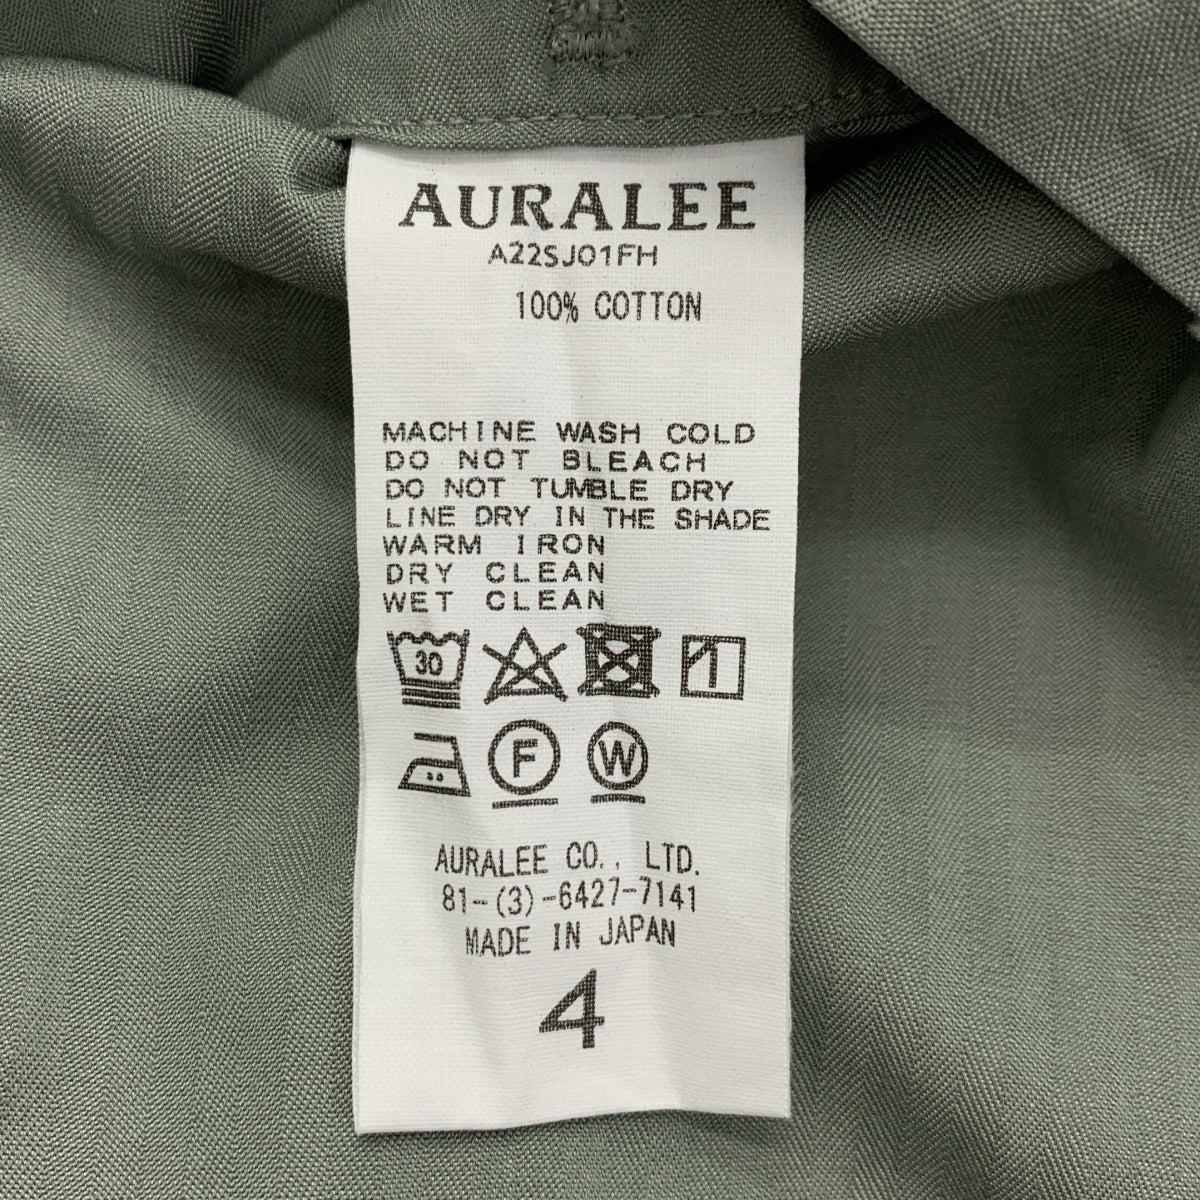 AURALEE
A22SJ01FH
100% COTTON
MACHINE WASH COLD
DO NOT BLEACH
DO NOT TUMBLE DRY
LINE DRY IN THE SHADE
WARM IRON
DRY CLEAN
WET CLEAN
30
F W
AURALEE CO., LTD.
81-(3)-6427-7141
MADE IN JAPAN
4